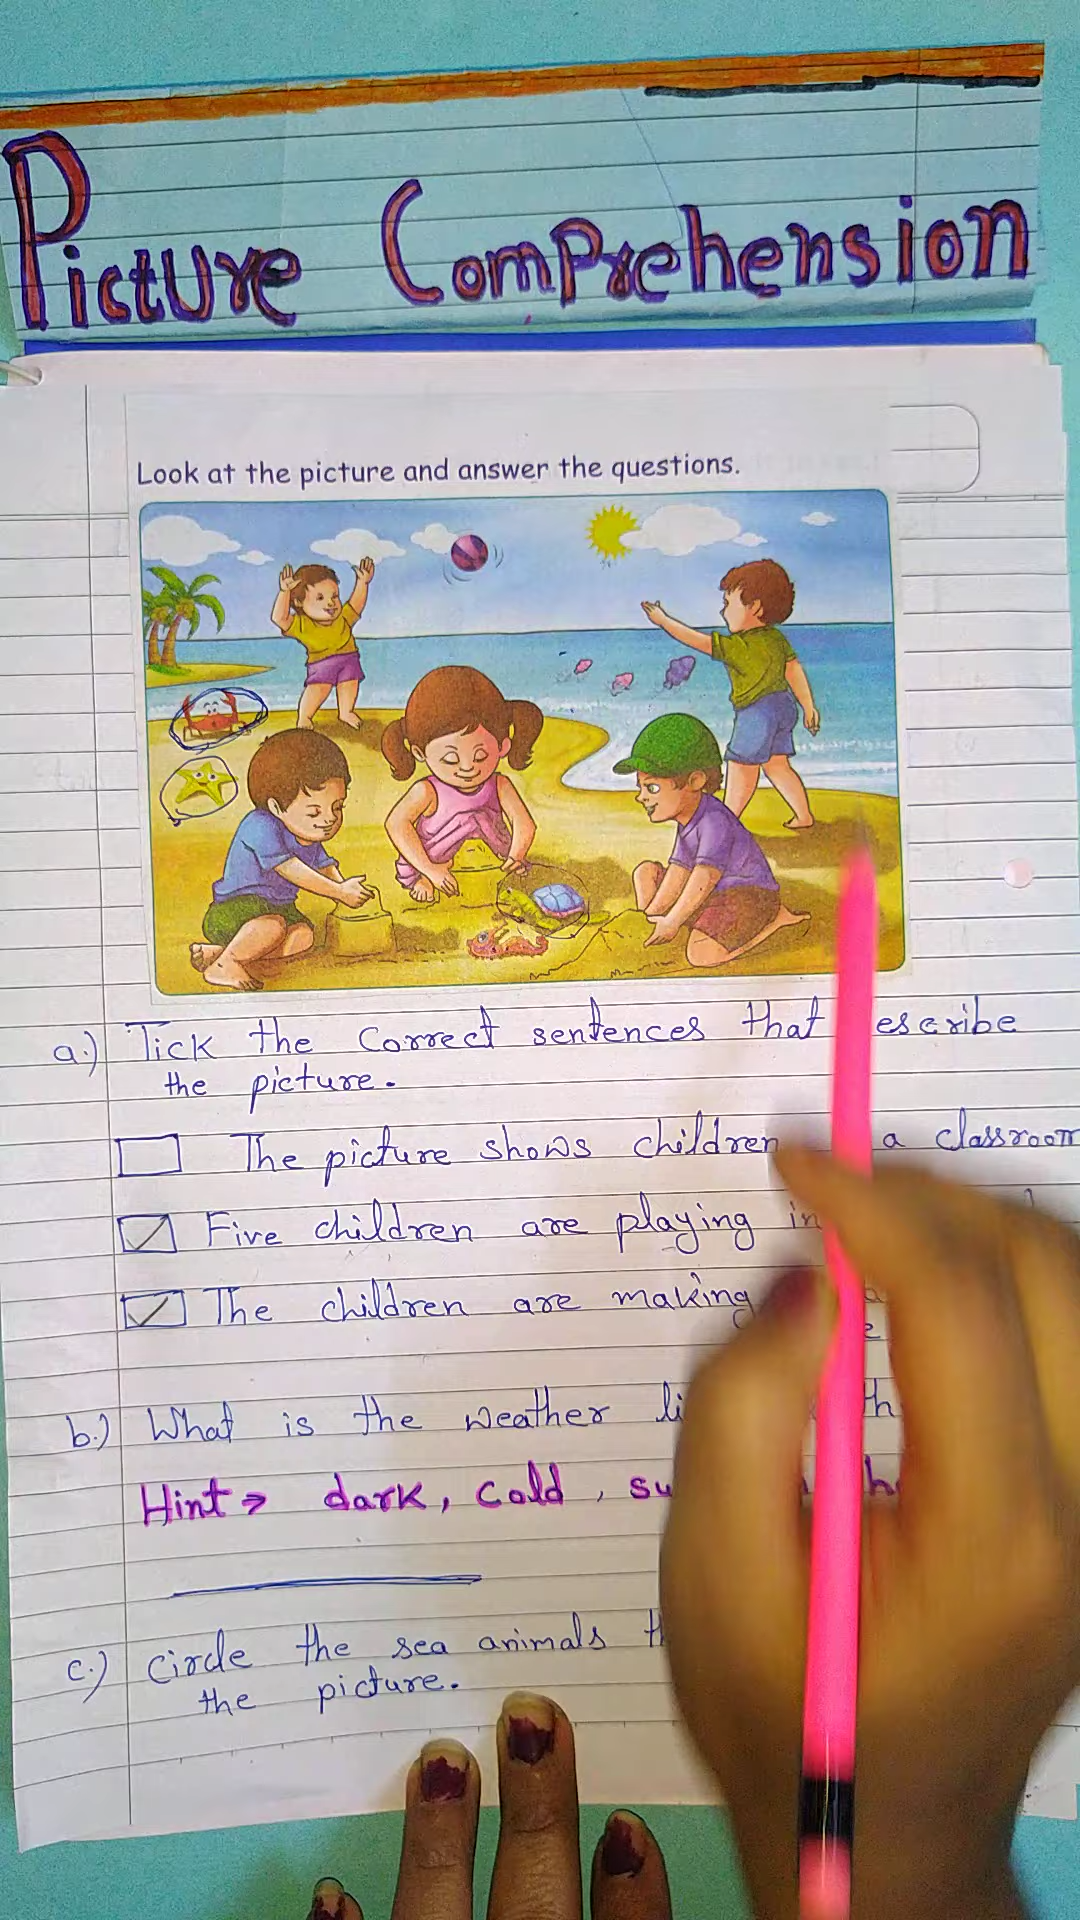 Picture Comprehension
Look at the picture and answer the questions.
a.) Tick the correct sentences that escribe
the picture.
The picture shows children a classroom
Five children are playing in
The children are making
b.) What is the weather
Hint → dark, cold,
c.) Circle the sea animals
the picture.